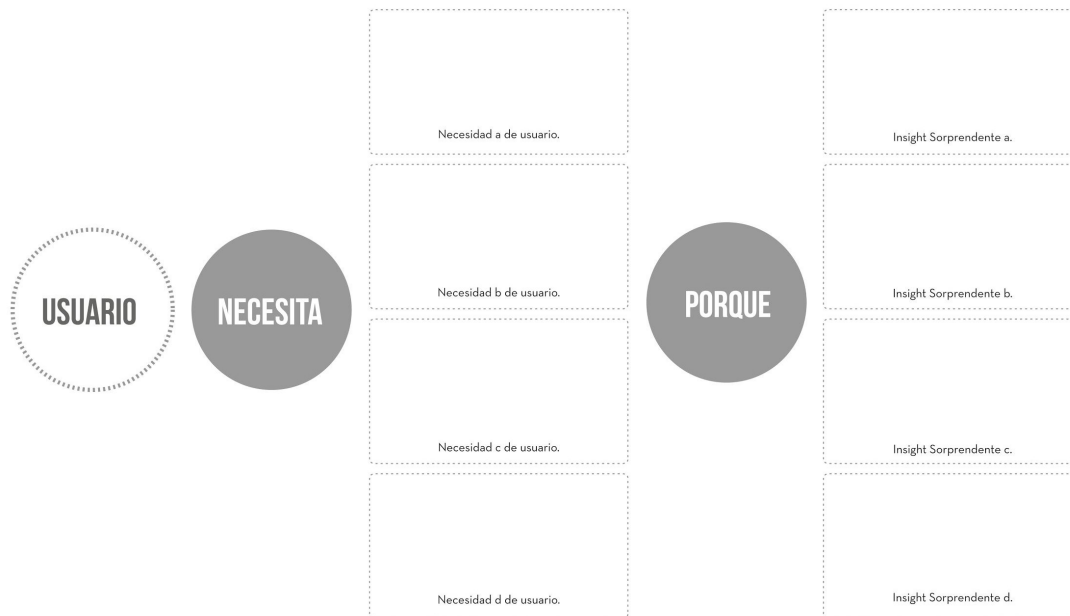 Necesidad a de usuario.
Insight Sorprendente a.
Necesidad b de usuario.
Insight Sorprendente b.
USUARIO
NECESITA
PORQUE
Necesidad c de usuario.
Insight Sorprendente c.
Necesidad d de usuario.
Insight Sorprendente d.